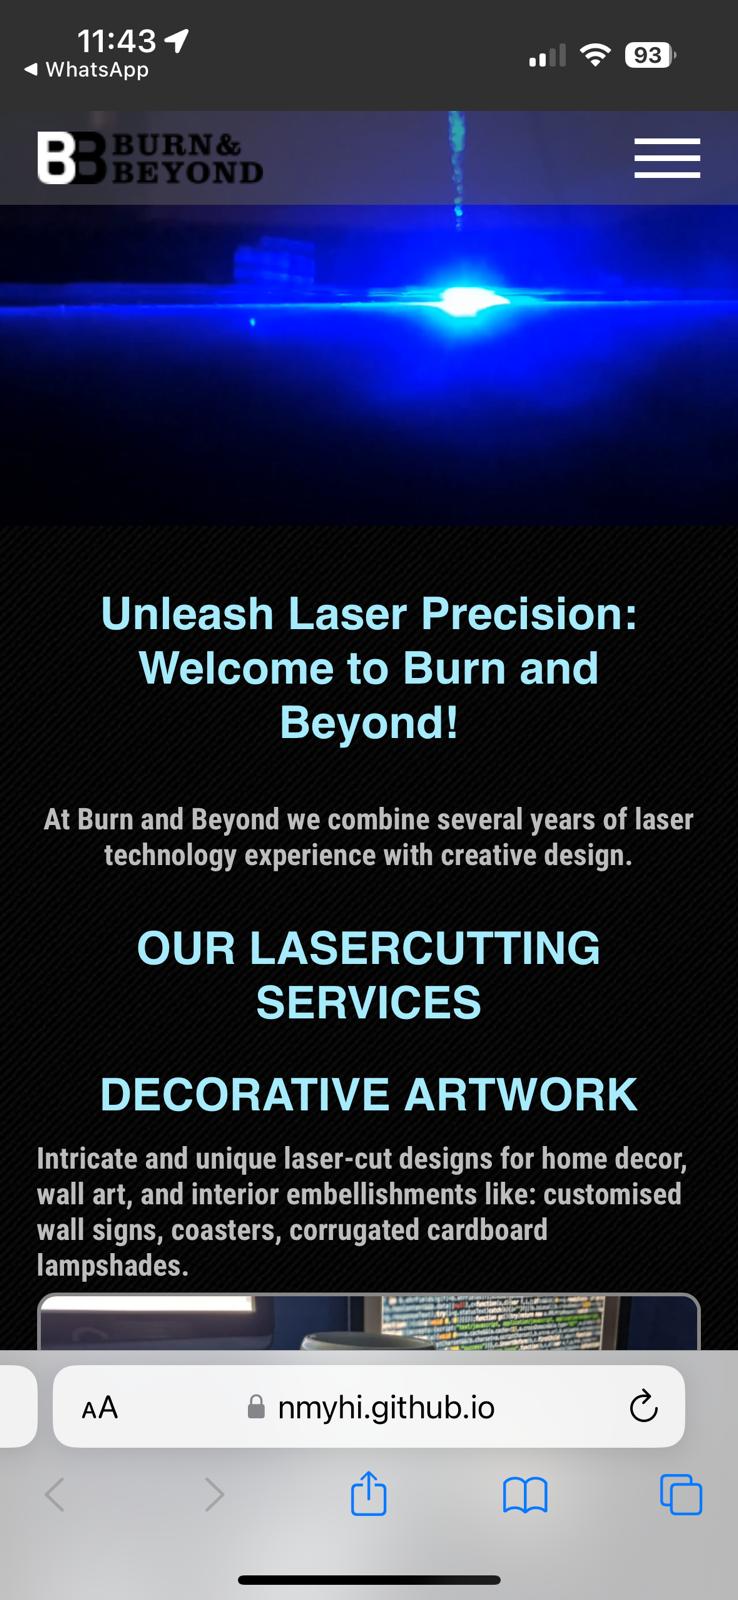 11:43
WhatsApp
93
BB BURN&
BEYOND
Unleash Laser Precision:
Welcome to Burn and
Beyond!
At Burn and Beyond we combine several years of laser
technology experience with creative design.
OUR LASERCUTTING
SERVICES
DECORATIVE ARTWORK
Intricate and unique laser-cut designs for home decor,
wall art, and interior embellishments like: customised
wall signs, coasters, corrugated cardboard
lampshades.
AA nmyhi.github.io